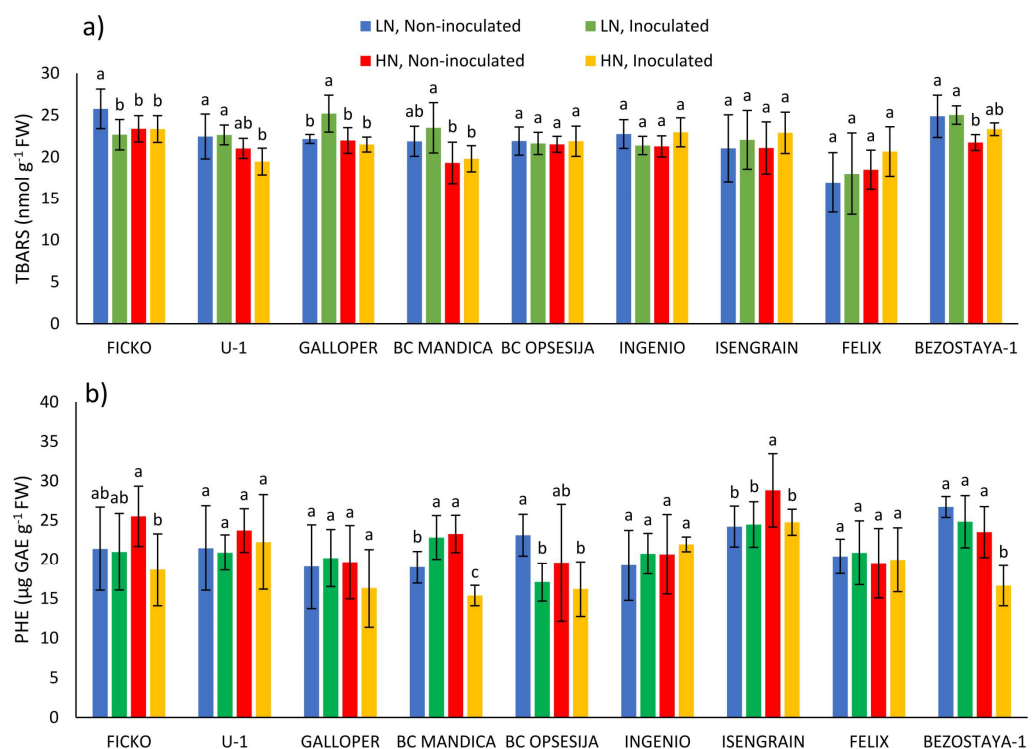 a)
LN, Non-inoculated LN, Inoculated
HN, Non-inoculated HN, Inoculated
TBARS (nmol g⁻¹ FW)
30
25
20
15
10
5
0
a b b b a a ab b b a b b ab a b b a a a a a a a a a a a a a a a a a a b ab
FICKO U-1 GALLOPER BC MANDICA BC OPSESIJA INGENIO ISENGRAIN FELIX BEZOSTAYA-1
b)
PHE (µg GAE g⁻¹ FW)
40
35
30
25
20
15
10
5
0
ab ab a b a a a a a a a a b a a c a b ab b a a a a b b a b a a a a a a a b
FICKO U-1 GALLOPER BC MANDICA BC OPSESIJA INGENIO ISENGRAIN FELIX BEZOSTAYA-1